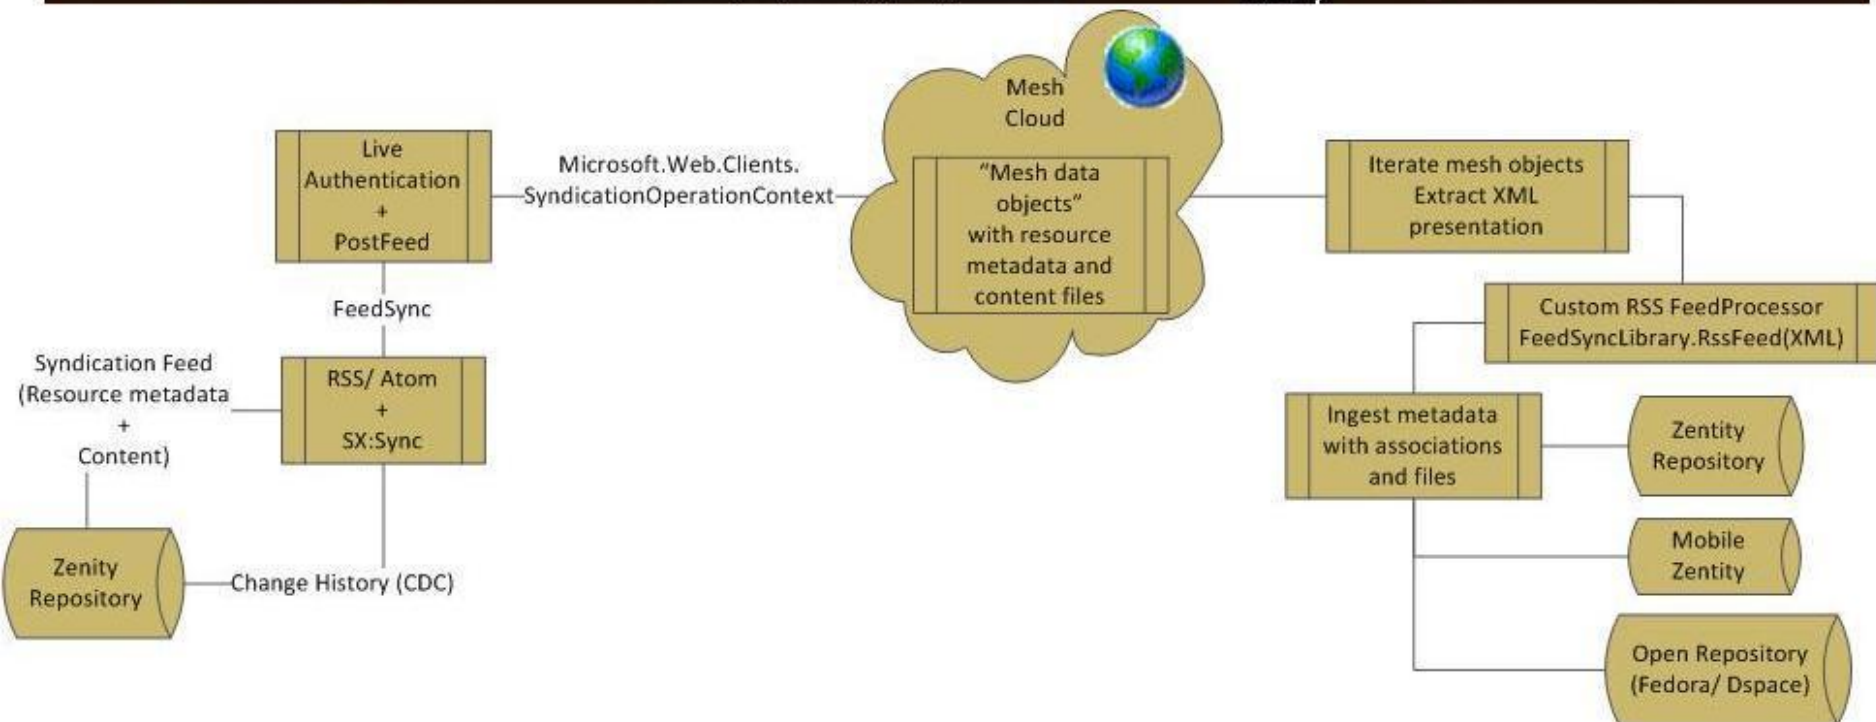 Mesh
Cloud
Live
Authentication
+
PostFeed
Microsoft.Web.Clients.
SyndicationOperationContext
“Mesh data
objects”
with resource
metadata and
content files
Iterate mesh objects
Extract XML
presentation
FeedSync
Custom RSS FeedProcessor
FeedSyncLibrary.RssFeed(XML)
Syndication Feed
(Resource metadata
+
Content)
RSS/ Atom
+
SX:Sync
Ingest metadata
with associations
and files
Zentity
Repository
Mobile
Zentity
Zenity
Repository
Change History (CDC)
Open Repository
(Fedora/ Dspace)